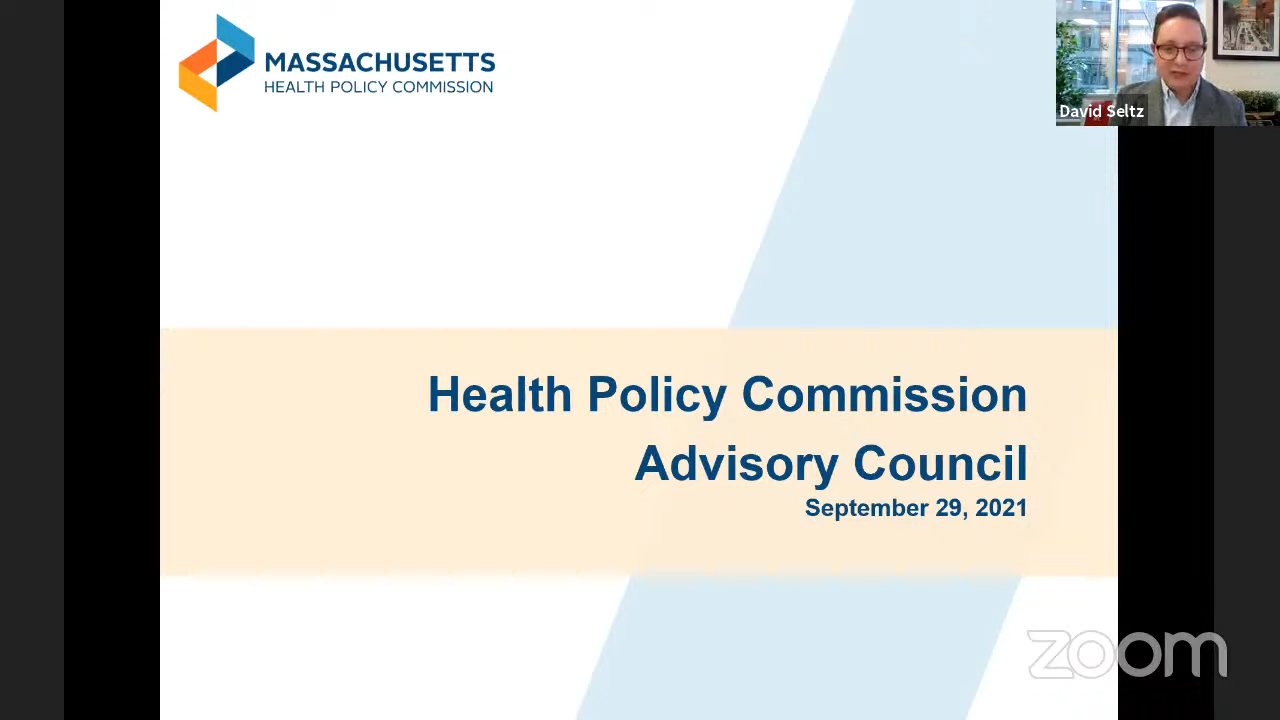 MASSACHUSETTS
HEALTH POLICY COMMISSION
David Seltz
Health Policy Commission
Advisory Council
September 29, 2021
zoom